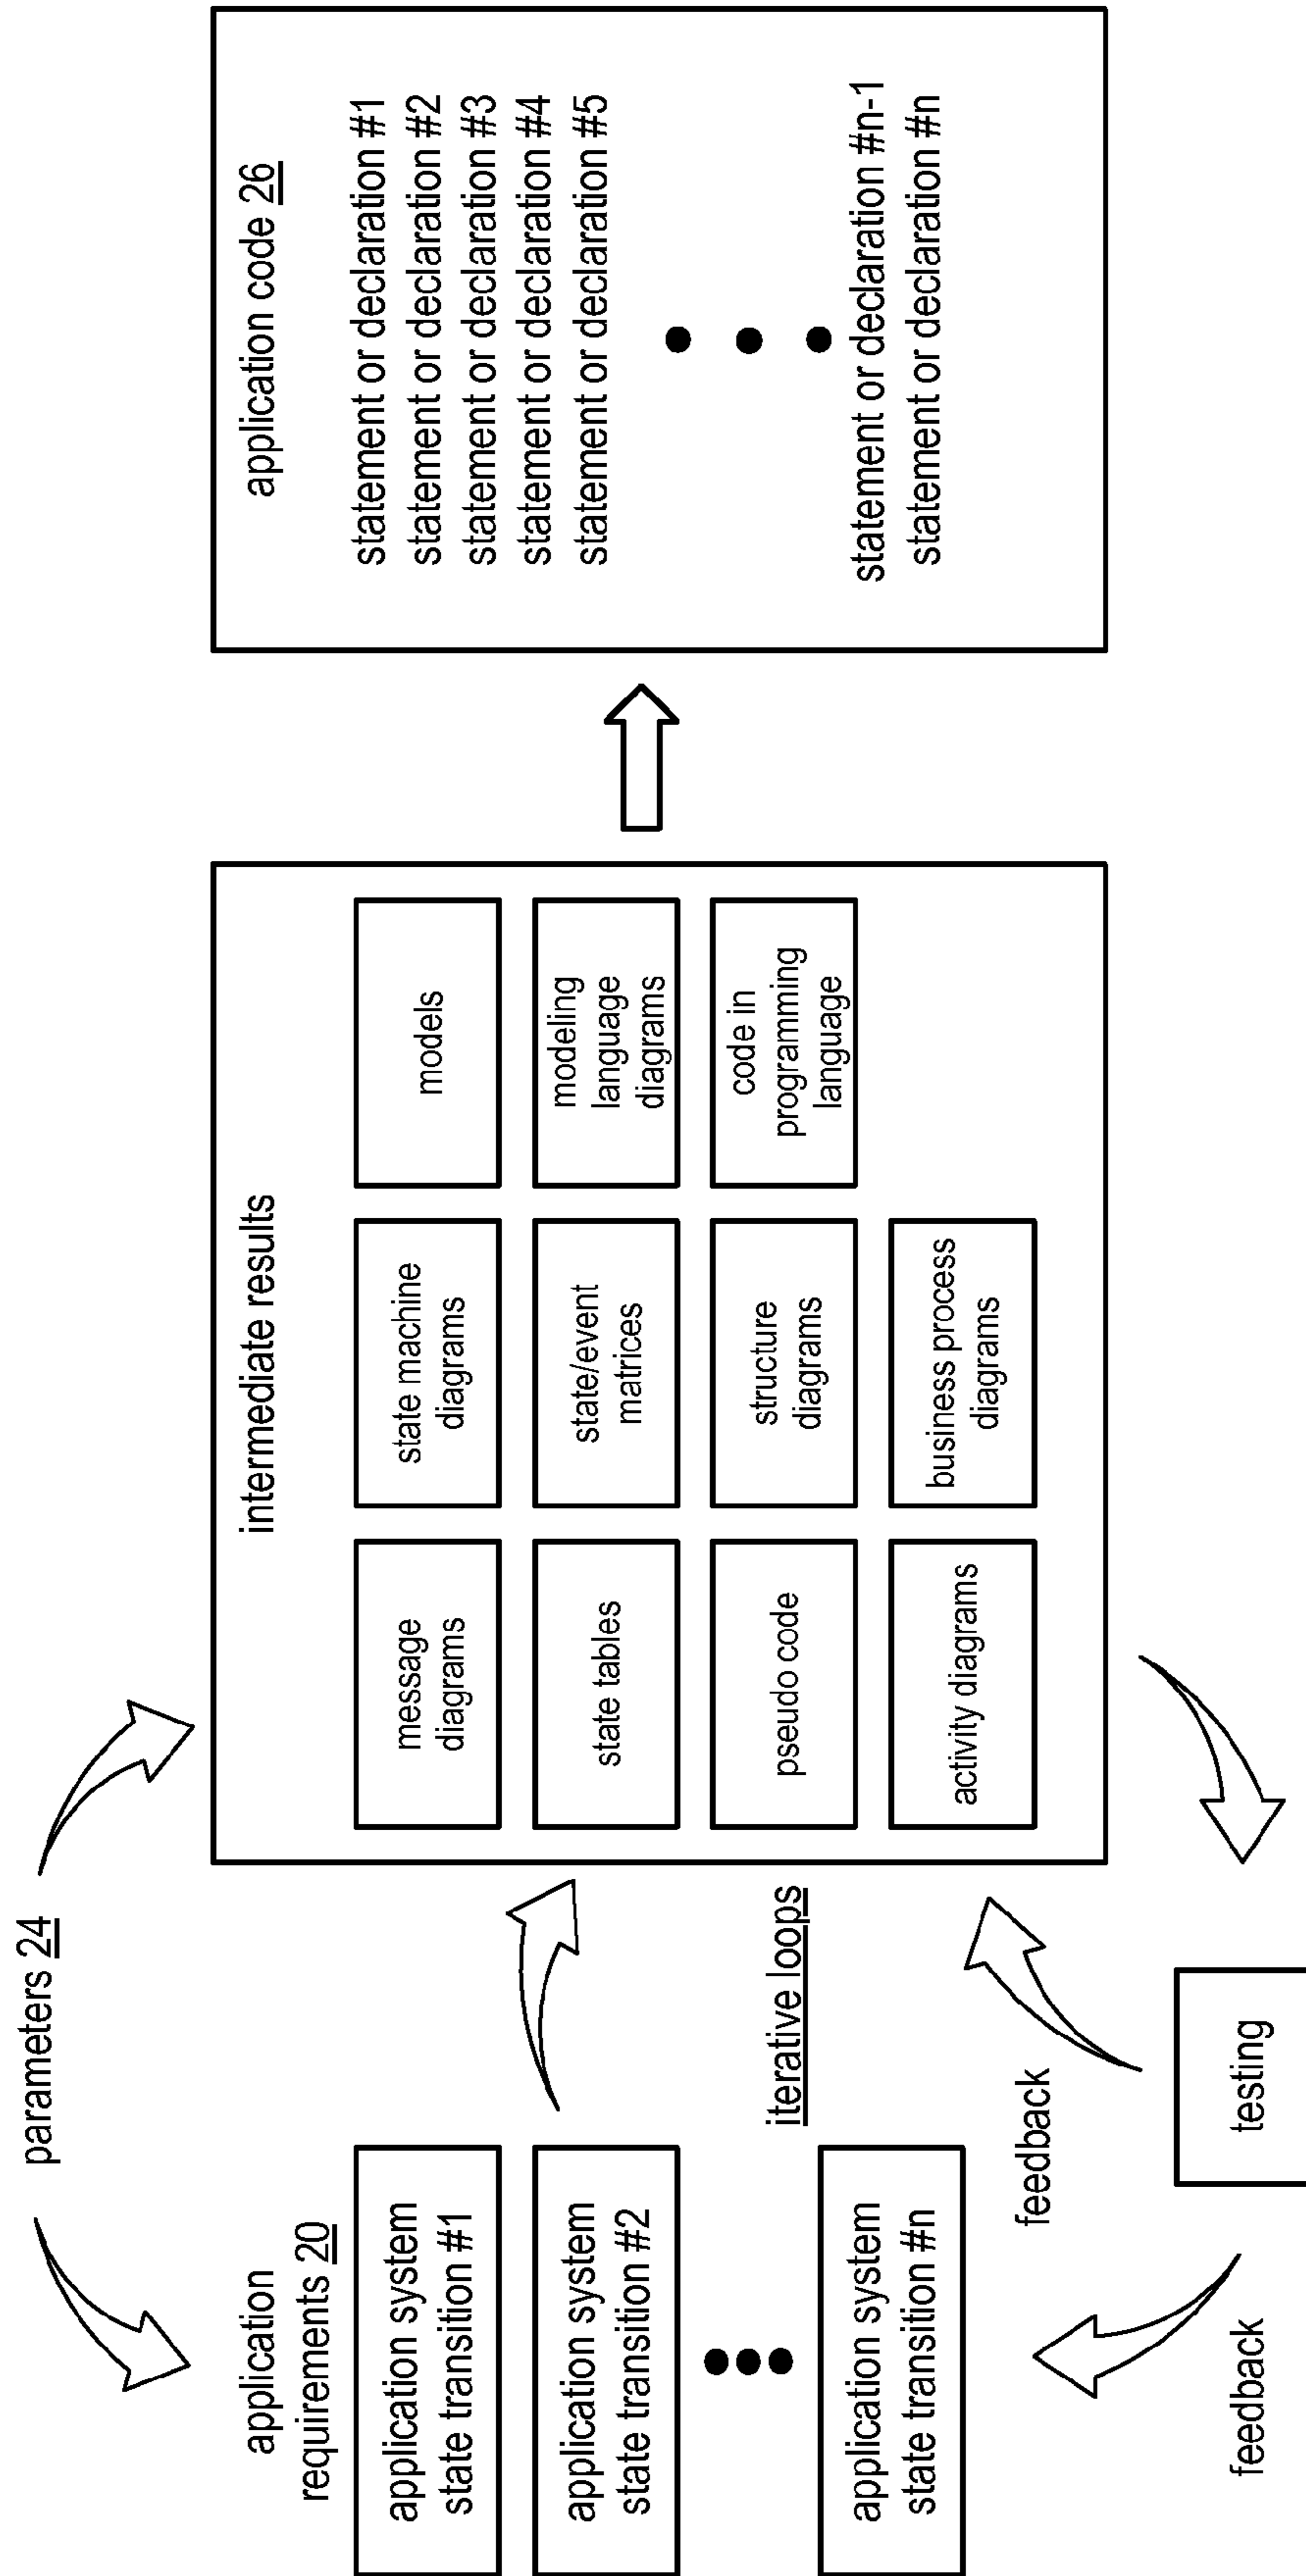 parameters 24
application
requirements 20
application system
state transition #1
application system
state transition #2
application system
state transition #n
iterative loops
feedback
feedback
testing
intermediate results
message
diagrams
state machine
diagrams
models
state tables
state/event
matrices
modeling
language
diagrams
pseudo code
structure
diagrams
code in
programming
language
activity diagrams
business process
diagrams
application code 26
statement or declaration #1
statement or declaration #2
statement or declaration #3
statement or declaration #4
statement or declaration #5
statement or declaration #n-1
statement or declaration #n